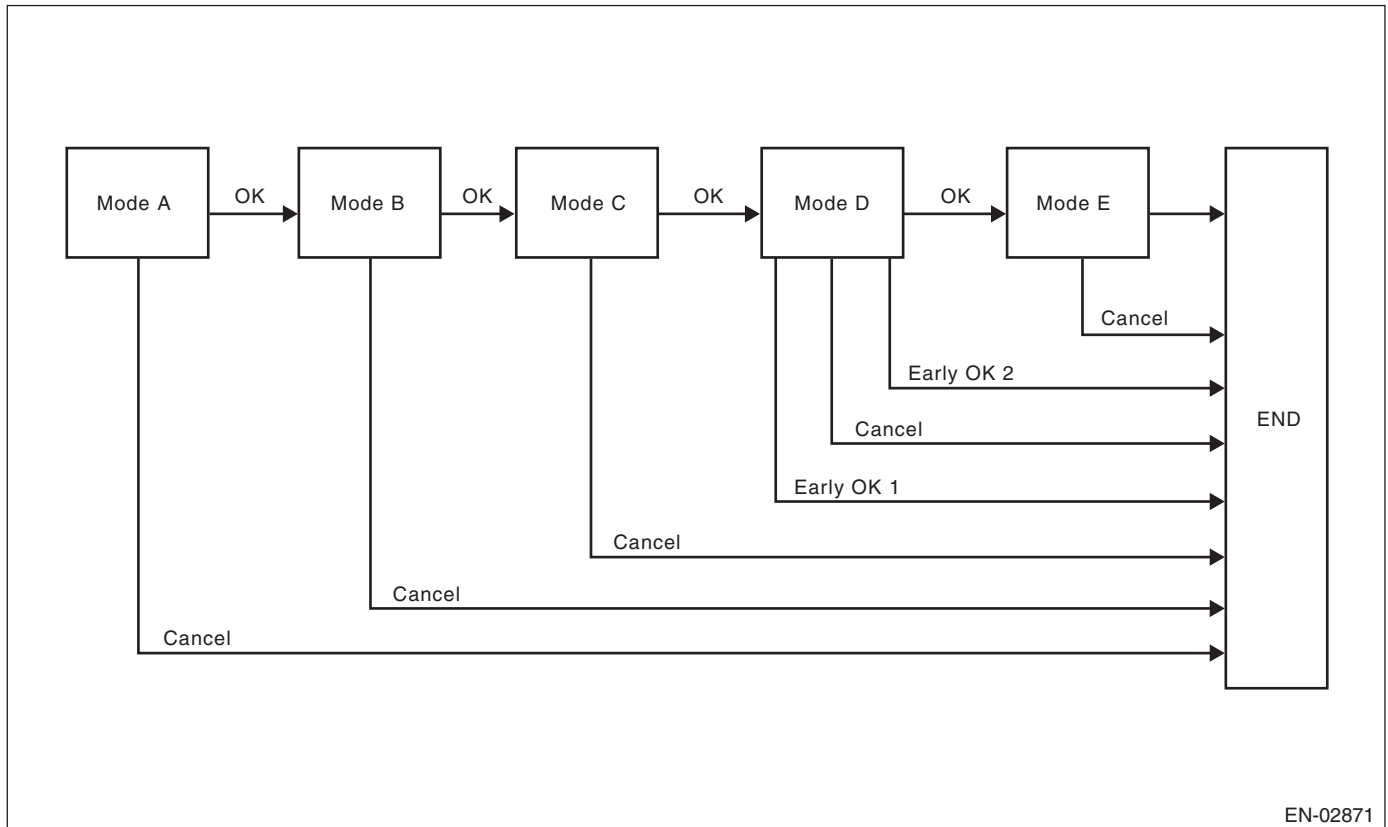 OK
OK
OK
OK
Mode A
Mode B
Mode C
Mode D
Mode E
Cancel
Early OK 2
END
Cancel
Early OK 1
Cancel
Cancel
Cancel
EN-02871